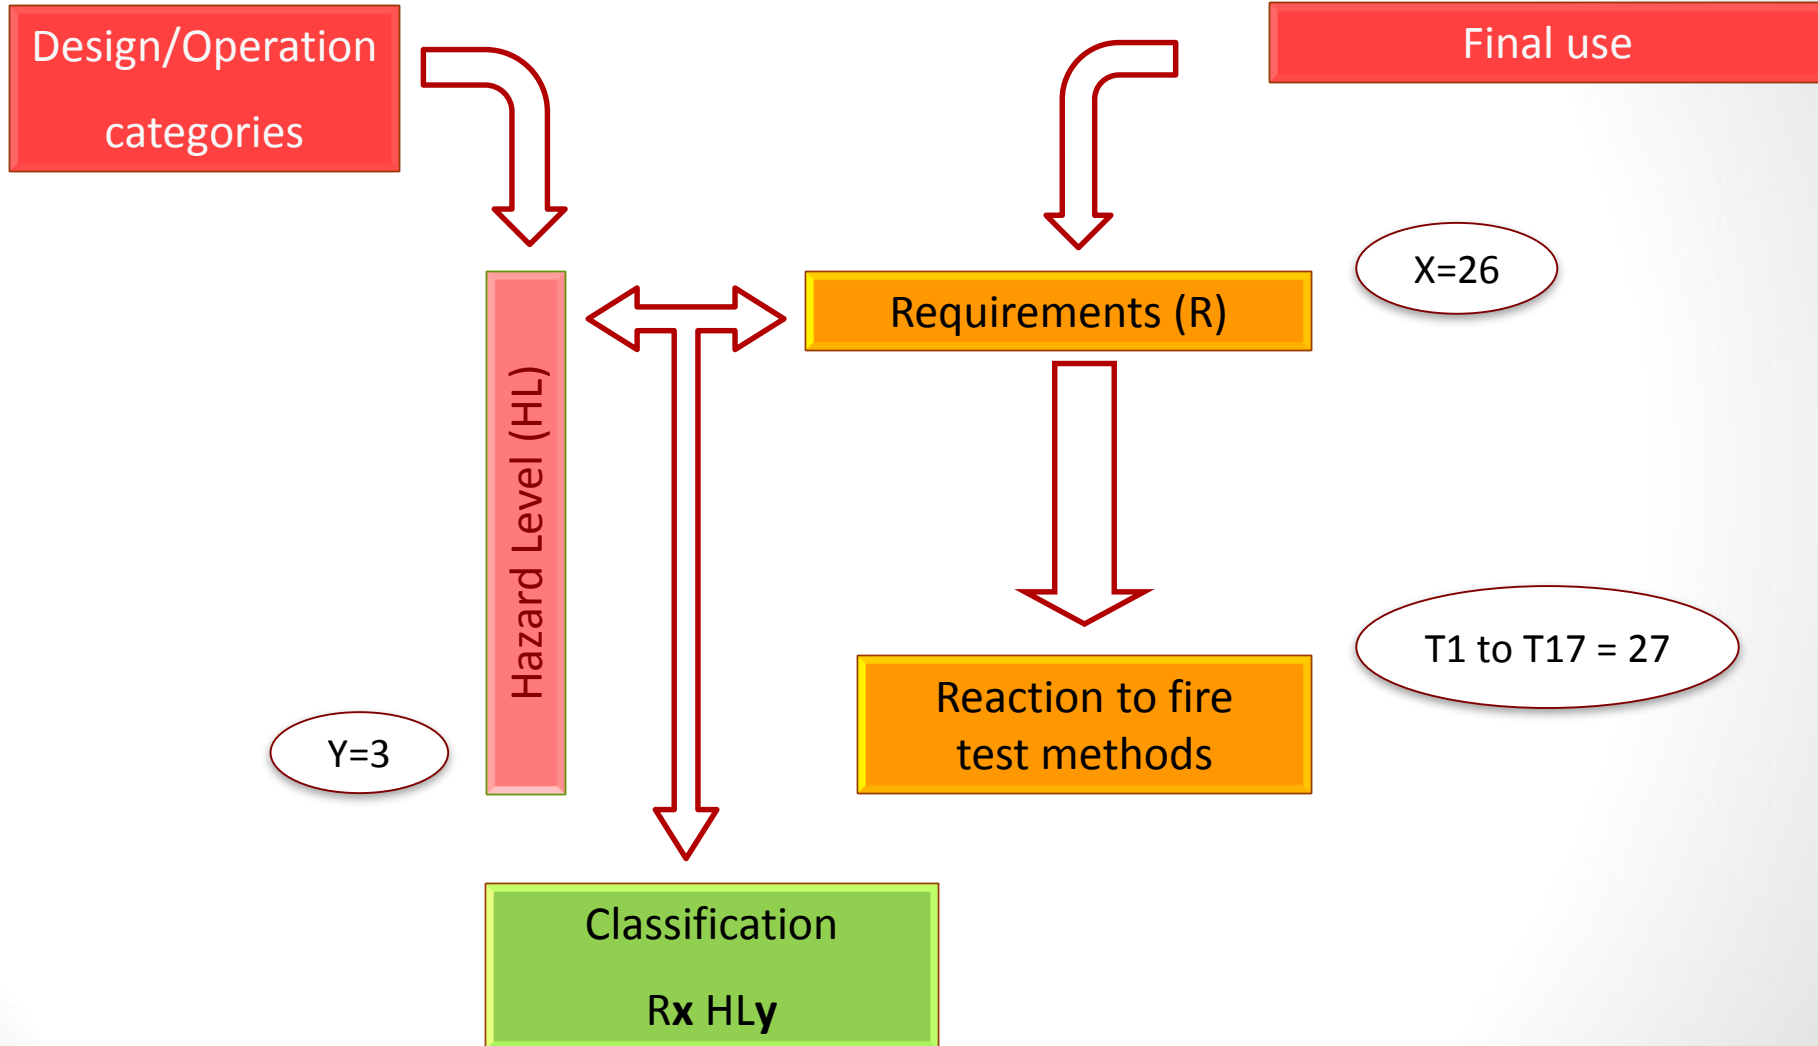 Design/Operation
categories
Final use
Hazard Level (HL)
Requirements (R)
X=26
Reaction to fire
test methods
T1 to T17 = 27
Y=3
Classification
Rx HLy